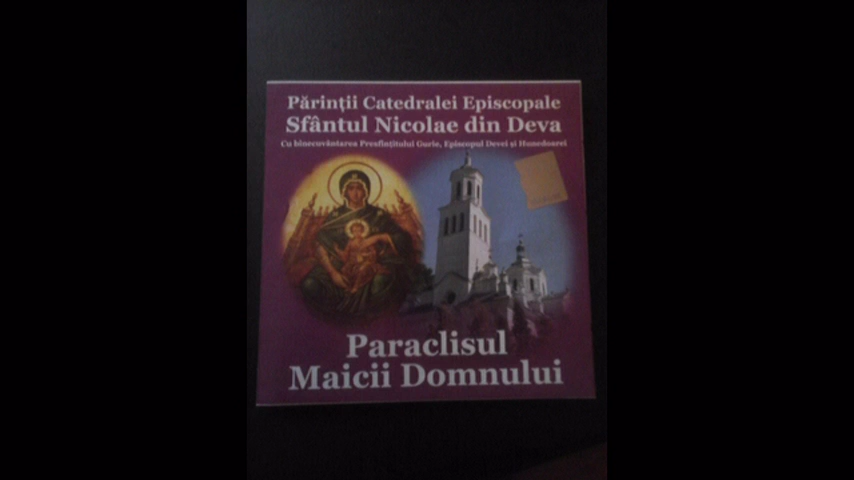 Părinții Catedralei Episcopale
Sfântul Nicolae din Deva
Cu binecuvântarea Preasfințitului Gurie, Episcopul Devei și Hunedoarei
Paraclisul
Maicii Domnului